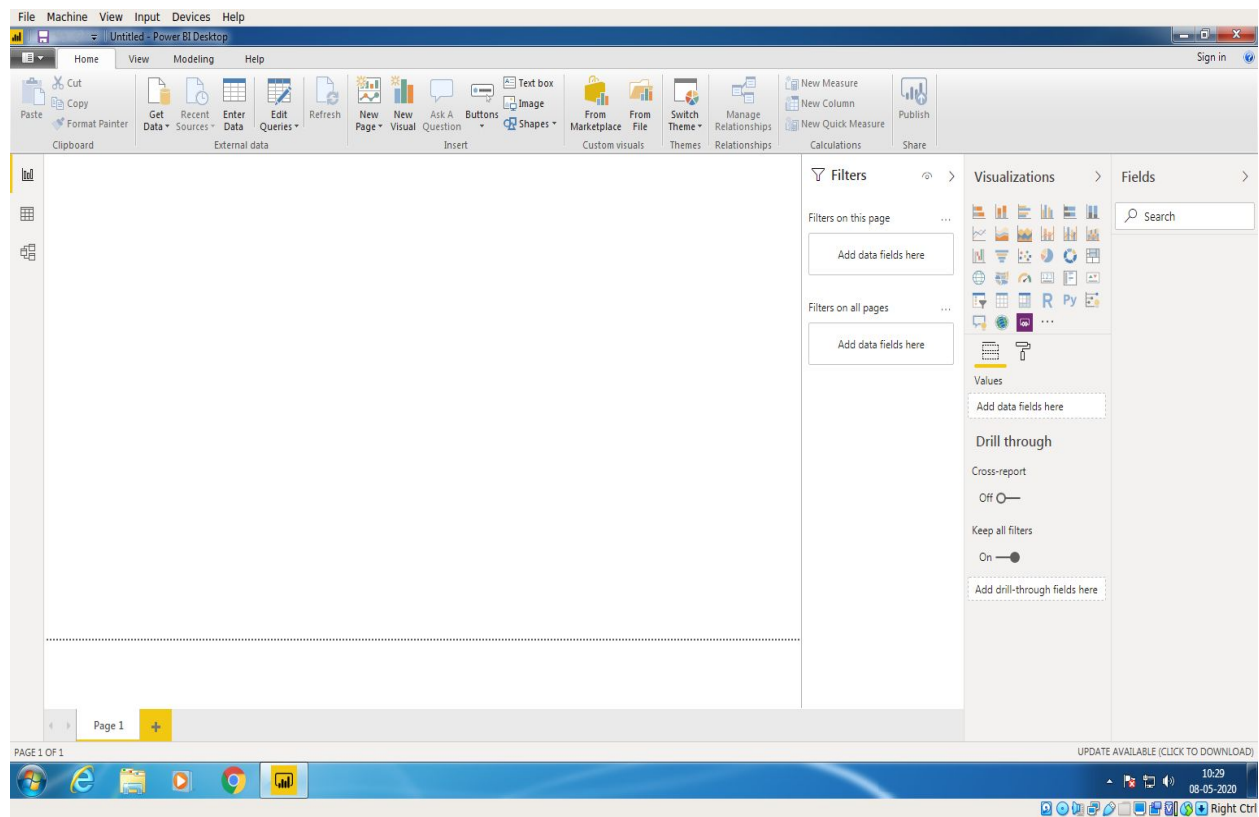 File Machine View Input Devices Help
Untitled - Power BI Desktop
Home View Modeling Help
Sign in
Paste
Cut
Copy
Format Painter
Get Data
Recent Sources
Enter Data
Edit Queries
Refresh
New Page
New Visual
Ask A Question
Buttons
Text box
Image
Shapes
From Marketplace
From File
Switch Theme
Manage Relationships
New Measure
New Column
New Quick Measure
Publish
Clipboard External data Insert Custom visuals Themes Relationships Calculations Share
Filters
Filters on this page ...
Add data fields here
Filters on all pages ...
Add data fields here
Visualizations
R Py
...
Values
Add data fields here
Drill through
Cross-report
Off
Keep all filters
On
Add drill-through fields here
Fields
Search
Page 1 +
PAGE 1 OF 1
UPDATE AVAILABLE (CLICK TO DOWNLOAD)
10:29
08-05-2020
Right Ctrl